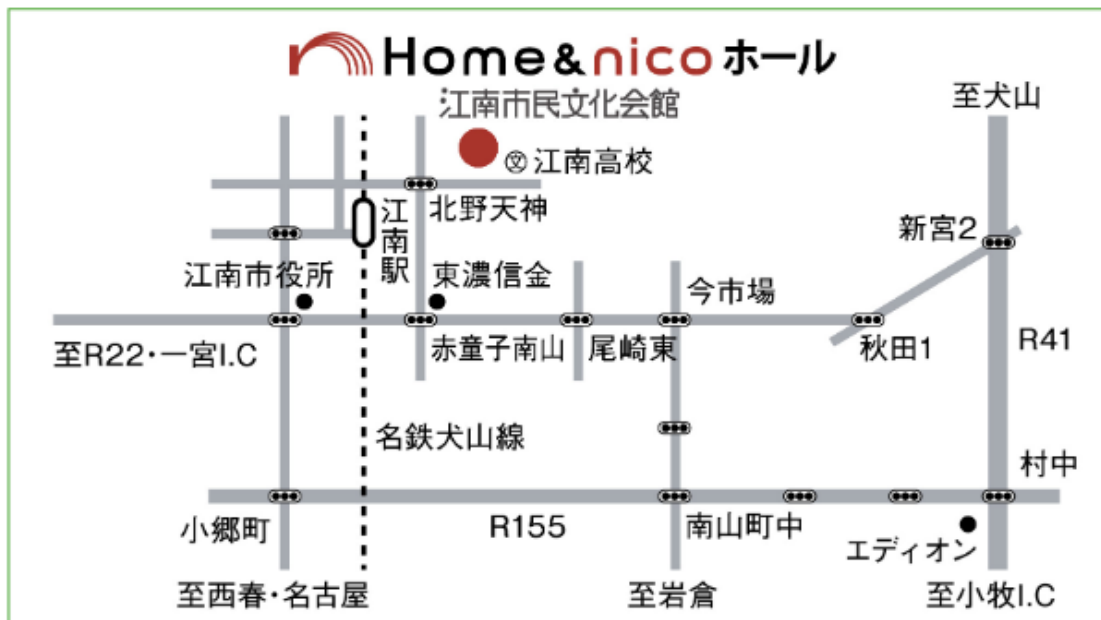 Home&nicoホール
江南市民文化会館
至犬山
文 江南高校
北野天神
江南駅
新宮2
江南市役所
東濃信金
今市場
至R22・一宮I.C
赤童子南山
尾崎東
秋田1
R41
名鉄犬山線
村中
小郷町
R155
南山町中
エディオン
至西春・名古屋
至岩倉
至小牧I.C